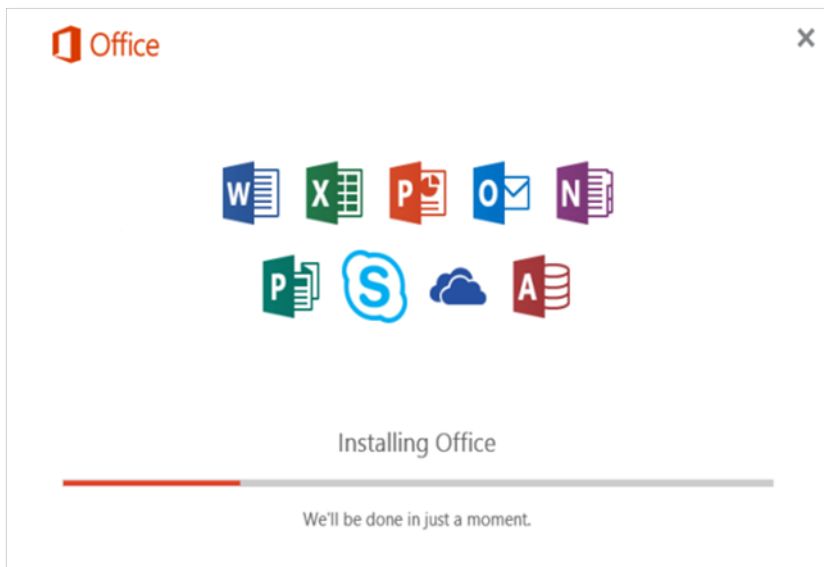 Office
W X P O N
P S A
Installing Office
We'll be done in just a moment.